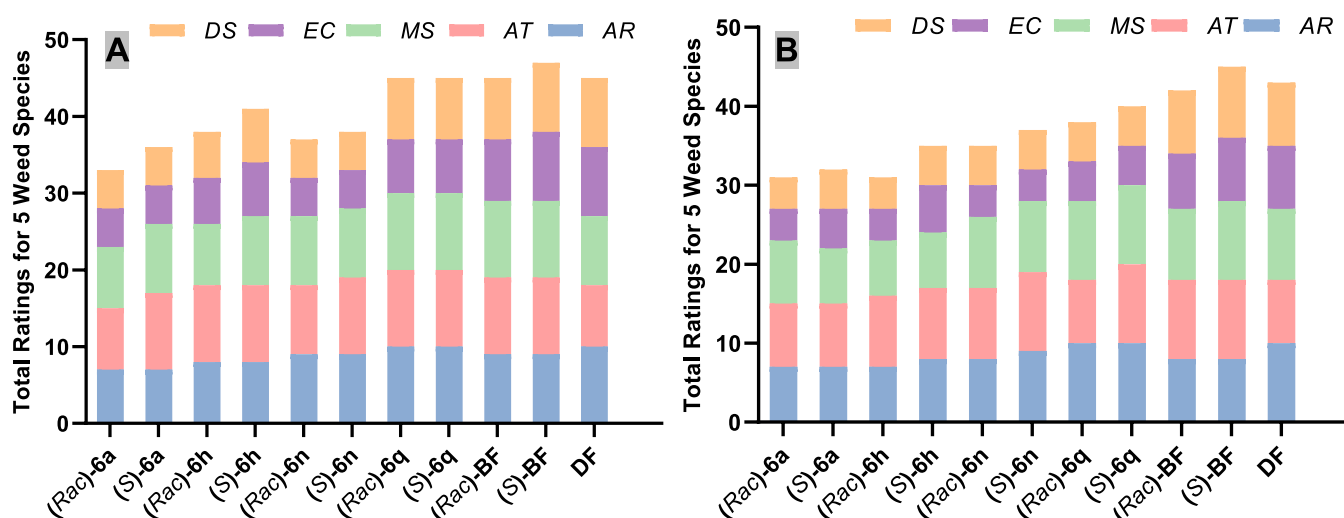 A
DS EC MS AT AR
Total Ratings for 5 Weed Species
50
40
30
20
10
0
(Rac)-6a (S)-6a (Rac)-6h (S)-6h (Rac)-6n (S)-6n (Rac)-6q (S)-6q (Rac)-BF (S)-BF DF
B
DS EC MS AT AR
Total Ratings for 5 Weed Species
50
40
30
20
10
0
(Rac)-6a (S)-6a (Rac)-6h (S)-6h (Rac)-6n (S)-6n (Rac)-6q (S)-6q (Rac)-BF (S)-BF DF